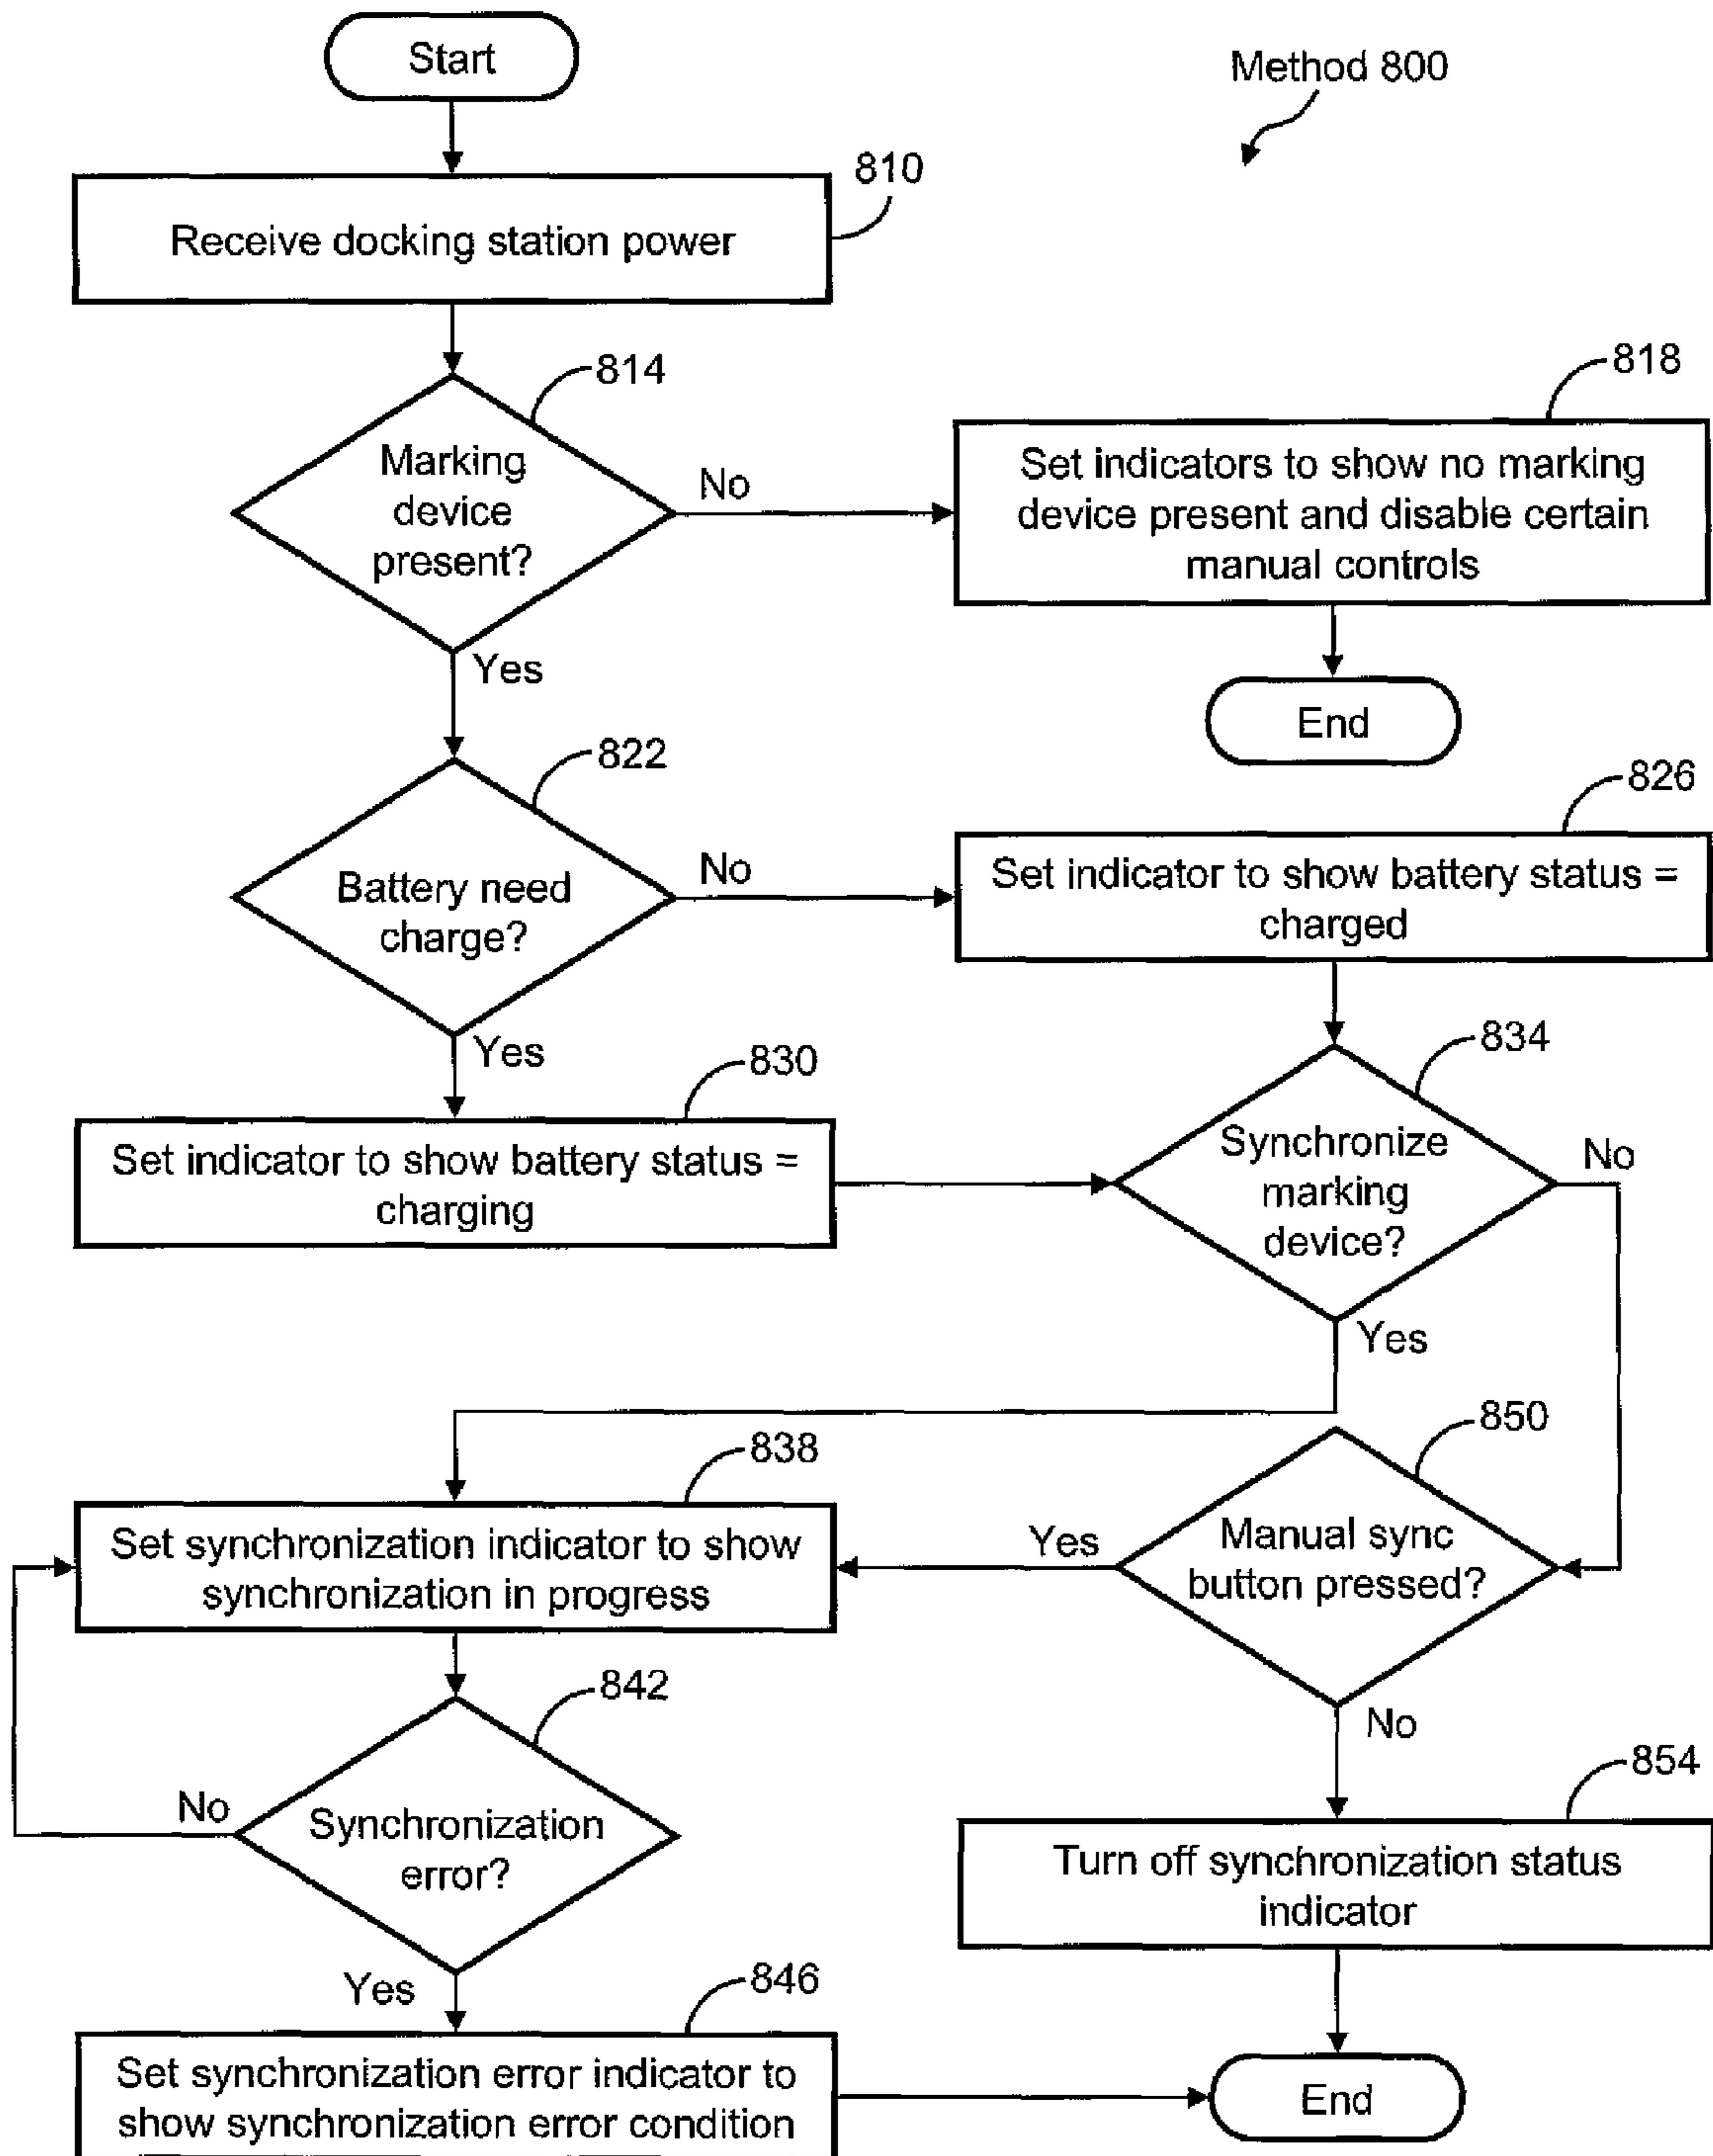 Start
Method 800
810
Receive docking station power
814
Marking
device
present?
No
818
Set indicators to show no marking
device present and disable certain
manual controls
Yes
End
822
Battery need
charge?
No
826
Set indicator to show battery status =
charged
Yes
830
Set indicator to show battery status =
charging
834
Synchronize
marking
device?
No
Yes
838
Set synchronization indicator to show
synchronization in progress
850
Manual sync
button pressed?
Yes
No
842
Synchronization
error?
No
Yes
854
Turn off synchronization status
indicator
846
Set synchronization error indicator to
show synchronization error condition
End